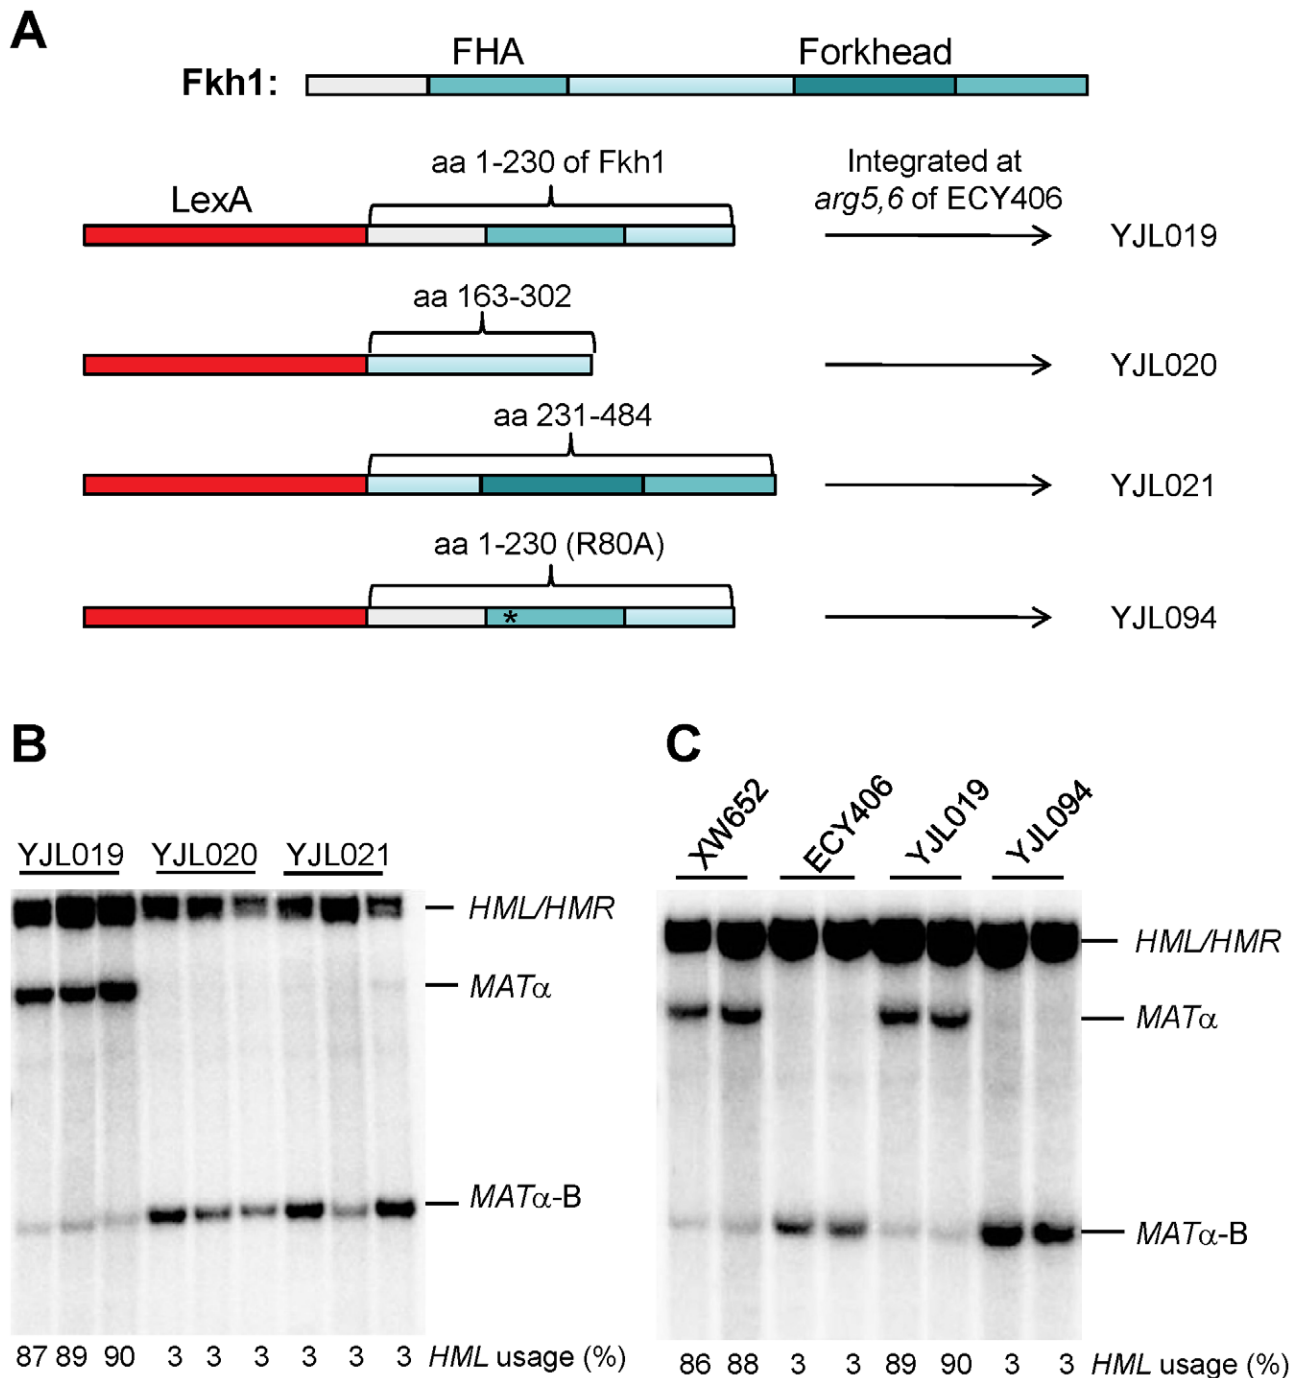 A
FHA Forkhead
Fkh1:
aa 1-230 of Fkh1
Integrated at
arg5,6 of ECY406
LexA
YJL019
aa 163-302
YJL020
aa 231-484
YJL021
aa 1-230 (R80A)
*
YJL094
B
YJL019 YJL020 YJL021
HML/HMR
MATα
MATα-B
87 89 90 3 3 3 3 3 3 HML usage (%)
C
XW652 ECY406 YJL019 YJL094
HML/HMR
MATα
MATα-B
86 88 3 3 89 90 3 3 HML usage (%)